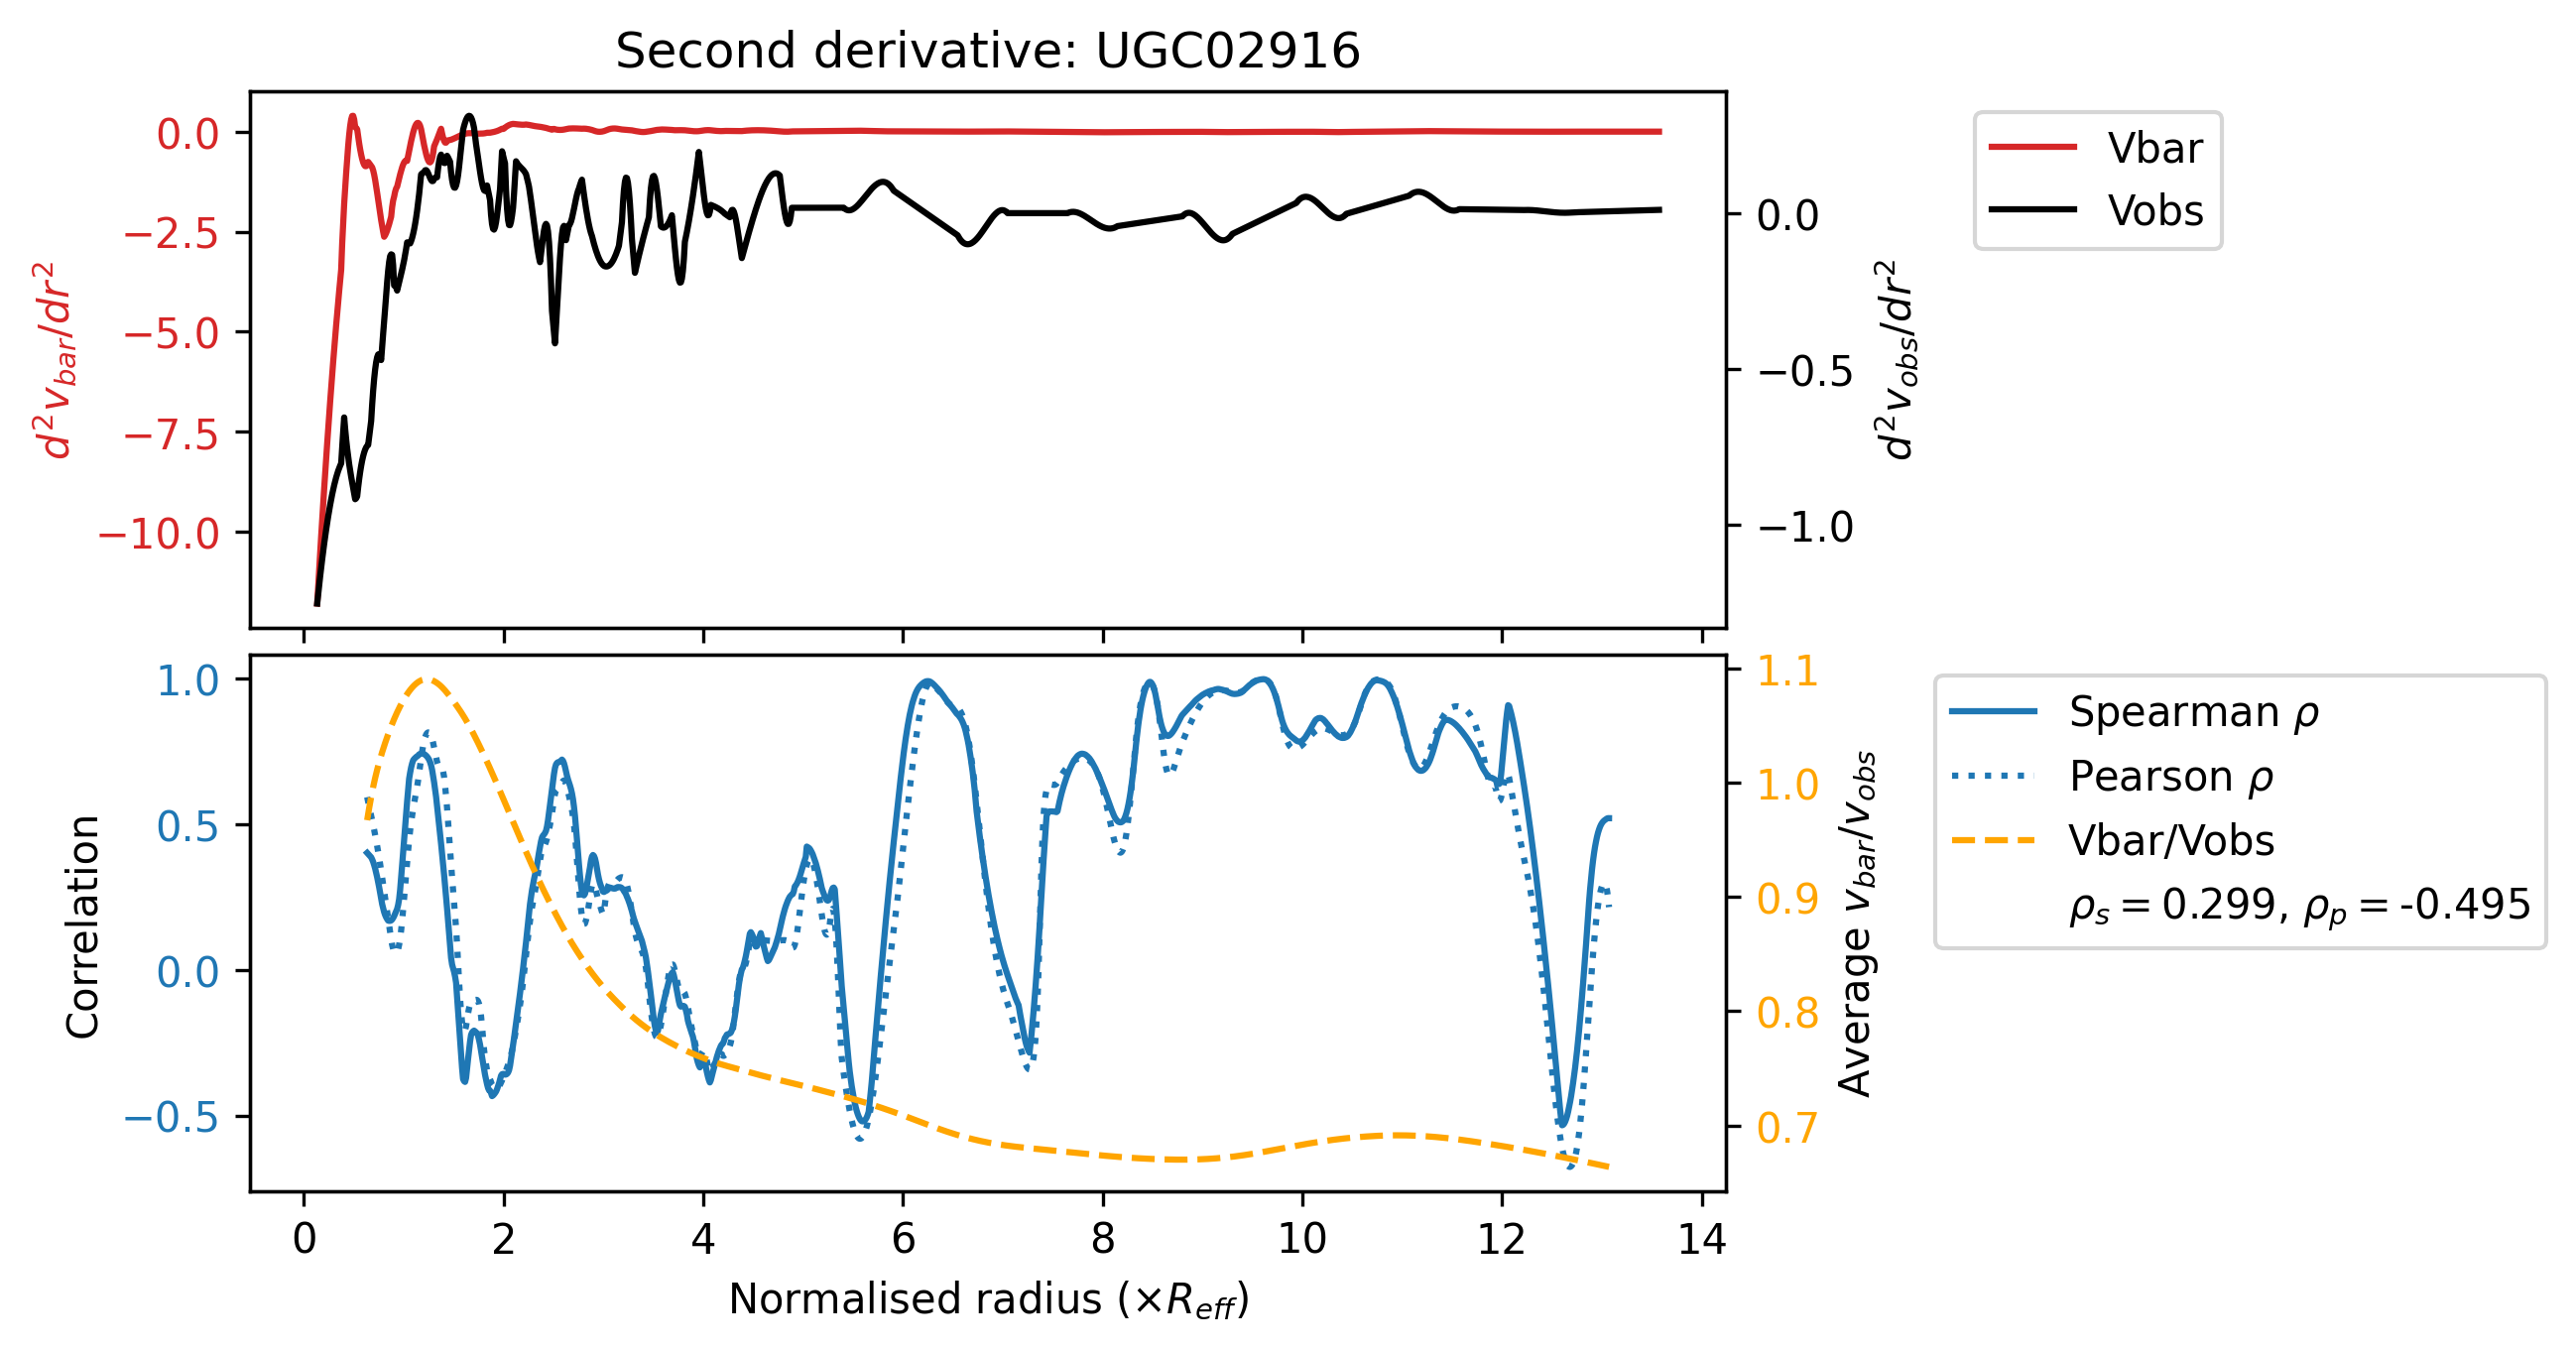 Second derivative: UGC02916
0.0
−2.5
−5.0
−7.5
−10.0
d²v_bar/dr²
0.0
−0.5
−1.0
d²v_obs/dr²
Vbar
Vobs
1.0
0.5
0.0
−0.5
Correlation
1.1
1.0
0.9
0.8
0.7
Average v_bar/v_obs
Spearman ρ
Pearson ρ
Vbar/Vobs
ρ_s = 0.299, ρ_p = -0.495
0 2 4 6 8 10 12 14
Normalised radius (×R_eff)